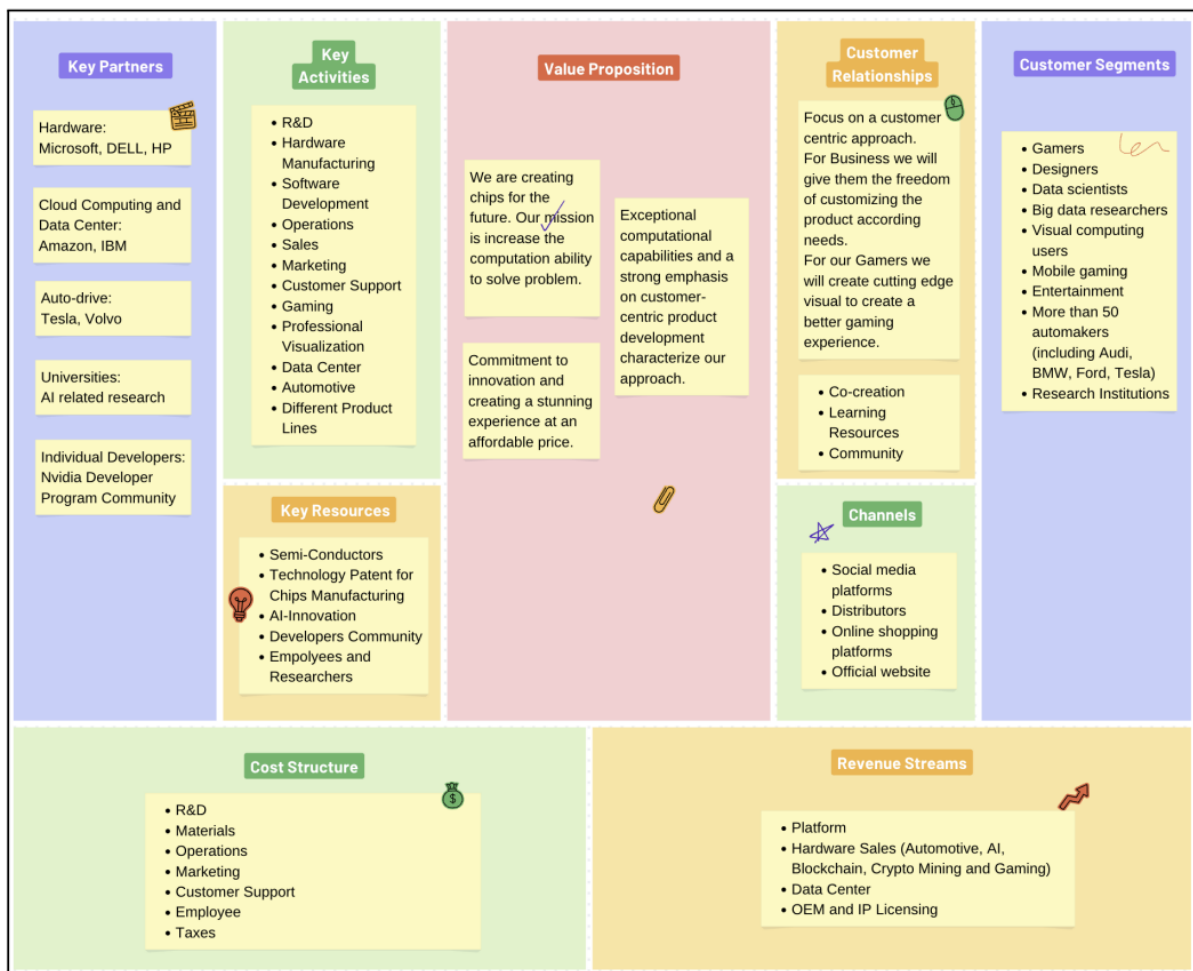 Key Partners
Hardware:
Microsoft, DELL, HP
Cloud Computing and
Data Center:
Amazon, IBM
Auto-drive:
Tesla, Volvo
Universities:
AI related research
Individual Developers:
Nvidia Developer
Program Community
Key
Activities
• R&D
• Hardware
Manufacturing
• Software
Development
• Operations
• Sales
• Marketing
• Customer Support
• Gaming
• Professional
Visualization
• Data Center
• Automotive
• Different Product
Lines
Key Resources
• Semi-Conductors
• Technology Patent for
Chips Manufacturing
• AI-Innovation
• Developers Community
• Empolyees and
Researchers
Value Proposition
We are creating
chips for the
future. Our mission
is increase the
computation ability
to solve problem.
Exceptional
computational
capabilities and a
strong emphasis
on customer-
centric product
development
characterize our
approach.
Commitment to
innovation and
creating a stunning
experience at an
affordable price.
Customer
Relationships
Focus on a customer
centric approach.
For Business we will
give them the freedom
of customizing the
product according
needs.
For our Gamers we
will create cutting edge
visual to create a
better gaming
experience.
• Co-creation
• Learning
Resources
• Community
Channels
• Social media
platforms
• Distributors
• Online shopping
platforms
• Official website
Customer Segments
• Gamers
• Designers
• Data scientists
• Big data researchers
• Visual computing
users
• Mobile gaming
• Entertainment
• More than 50
automakers
(including Audi,
BMW, Ford, Tesla)
• Research Institutions
Cost Structure
• R&D
• Materials
• Operations
• Marketing
• Customer Support
• Employee
• Taxes
$
Revenue Streams
• Platform
• Hardware Sales (Automotive, AI,
Blockchain, Crypto Mining and Gaming)
• Data Center
• OEM and IP Licensing